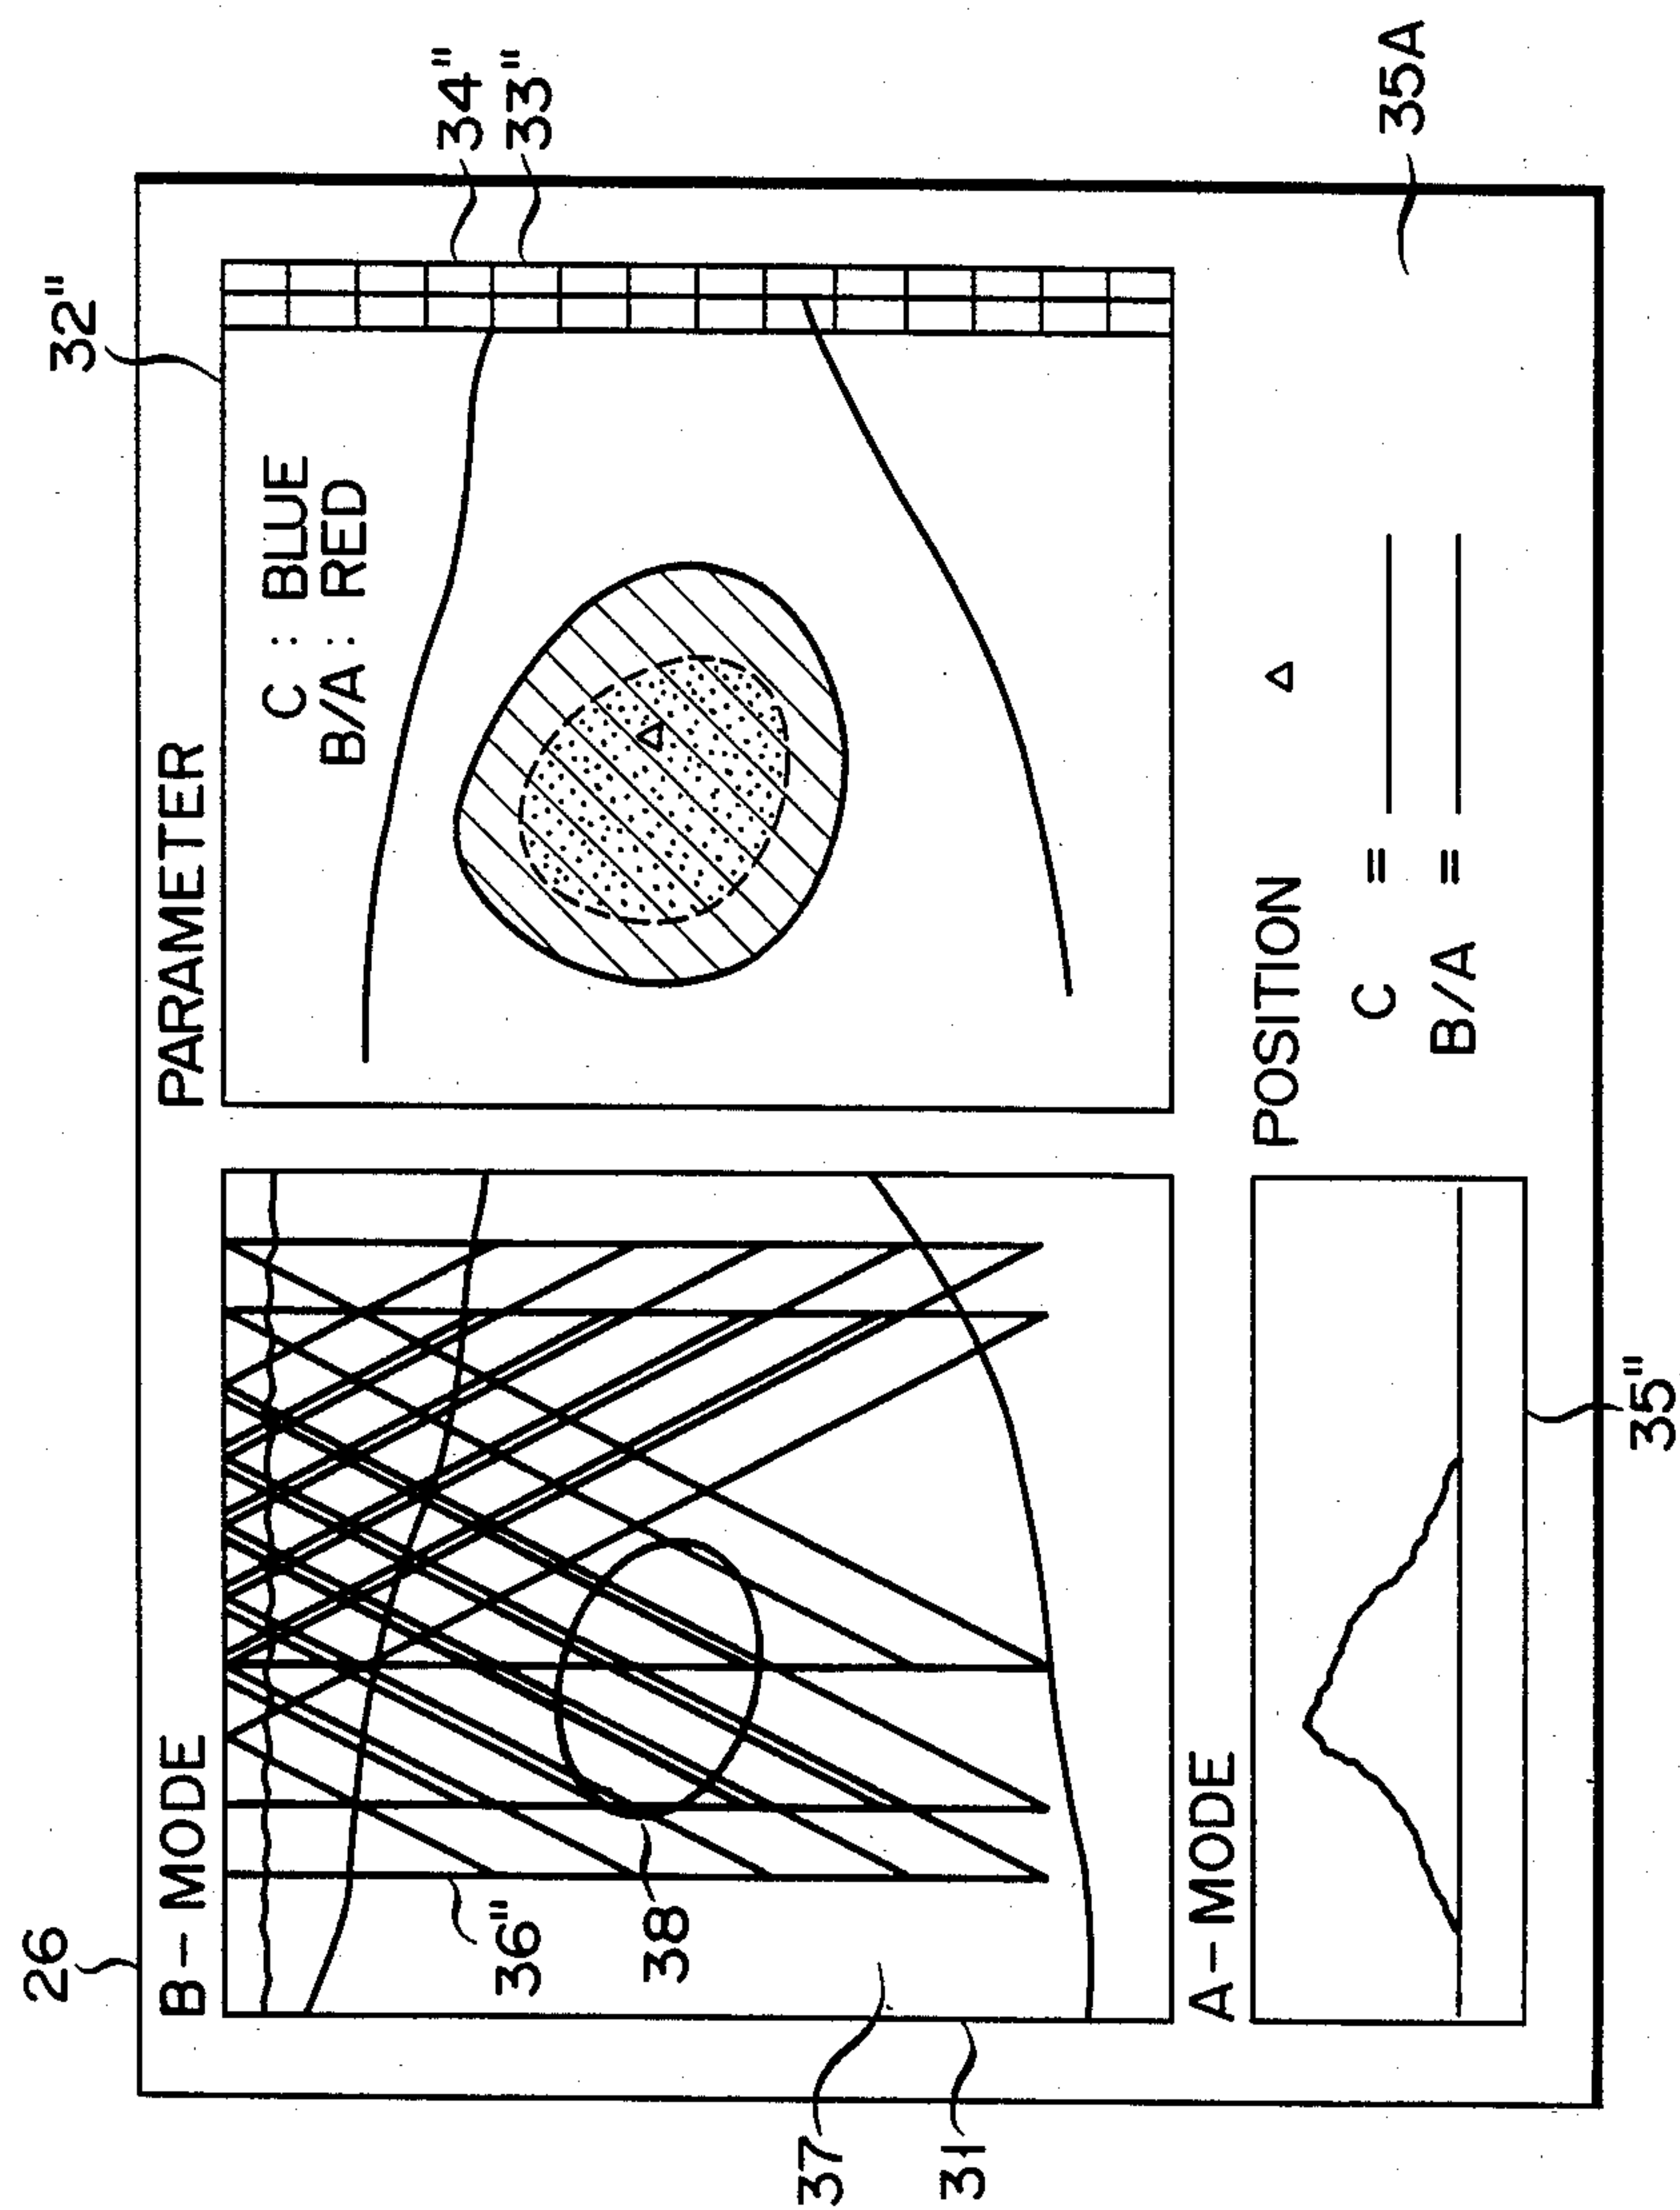 26
32"
B-MODE
PARAMETER
C : BLUE
B/A : RED
34"
33"
36"
38
37
31
A-MODE
POSITION Δ
C = 
B/A = 
35A
35"